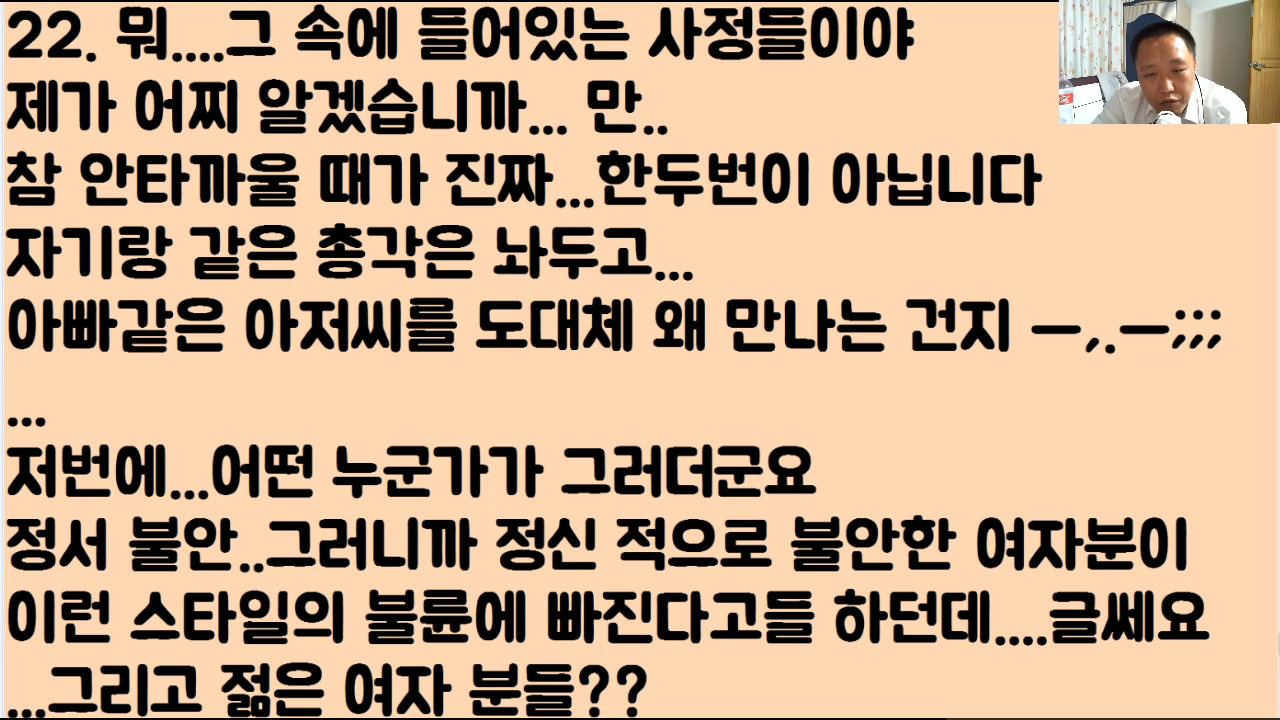 22. 뭐....그 속에 들어있는 사정들이야
제가 어찌 알겠습니까... 만..
참 안타까울 때가 진짜...한두번이 아닙니다
자기랑 같은 총각은 놔두고...
아빠같은 아저씨를 도대체 왜 만나는 건지 ㅡ,.ㅡ;;;
...
저번에...어떤 누군가가 그러더군요
정서 불안..그러니까 정신 적으로 불안한 여자분이
이런 스타일의 불륜에 빠진다고들 하던데....글쎄요
...그리고 젊은 여자 분들??